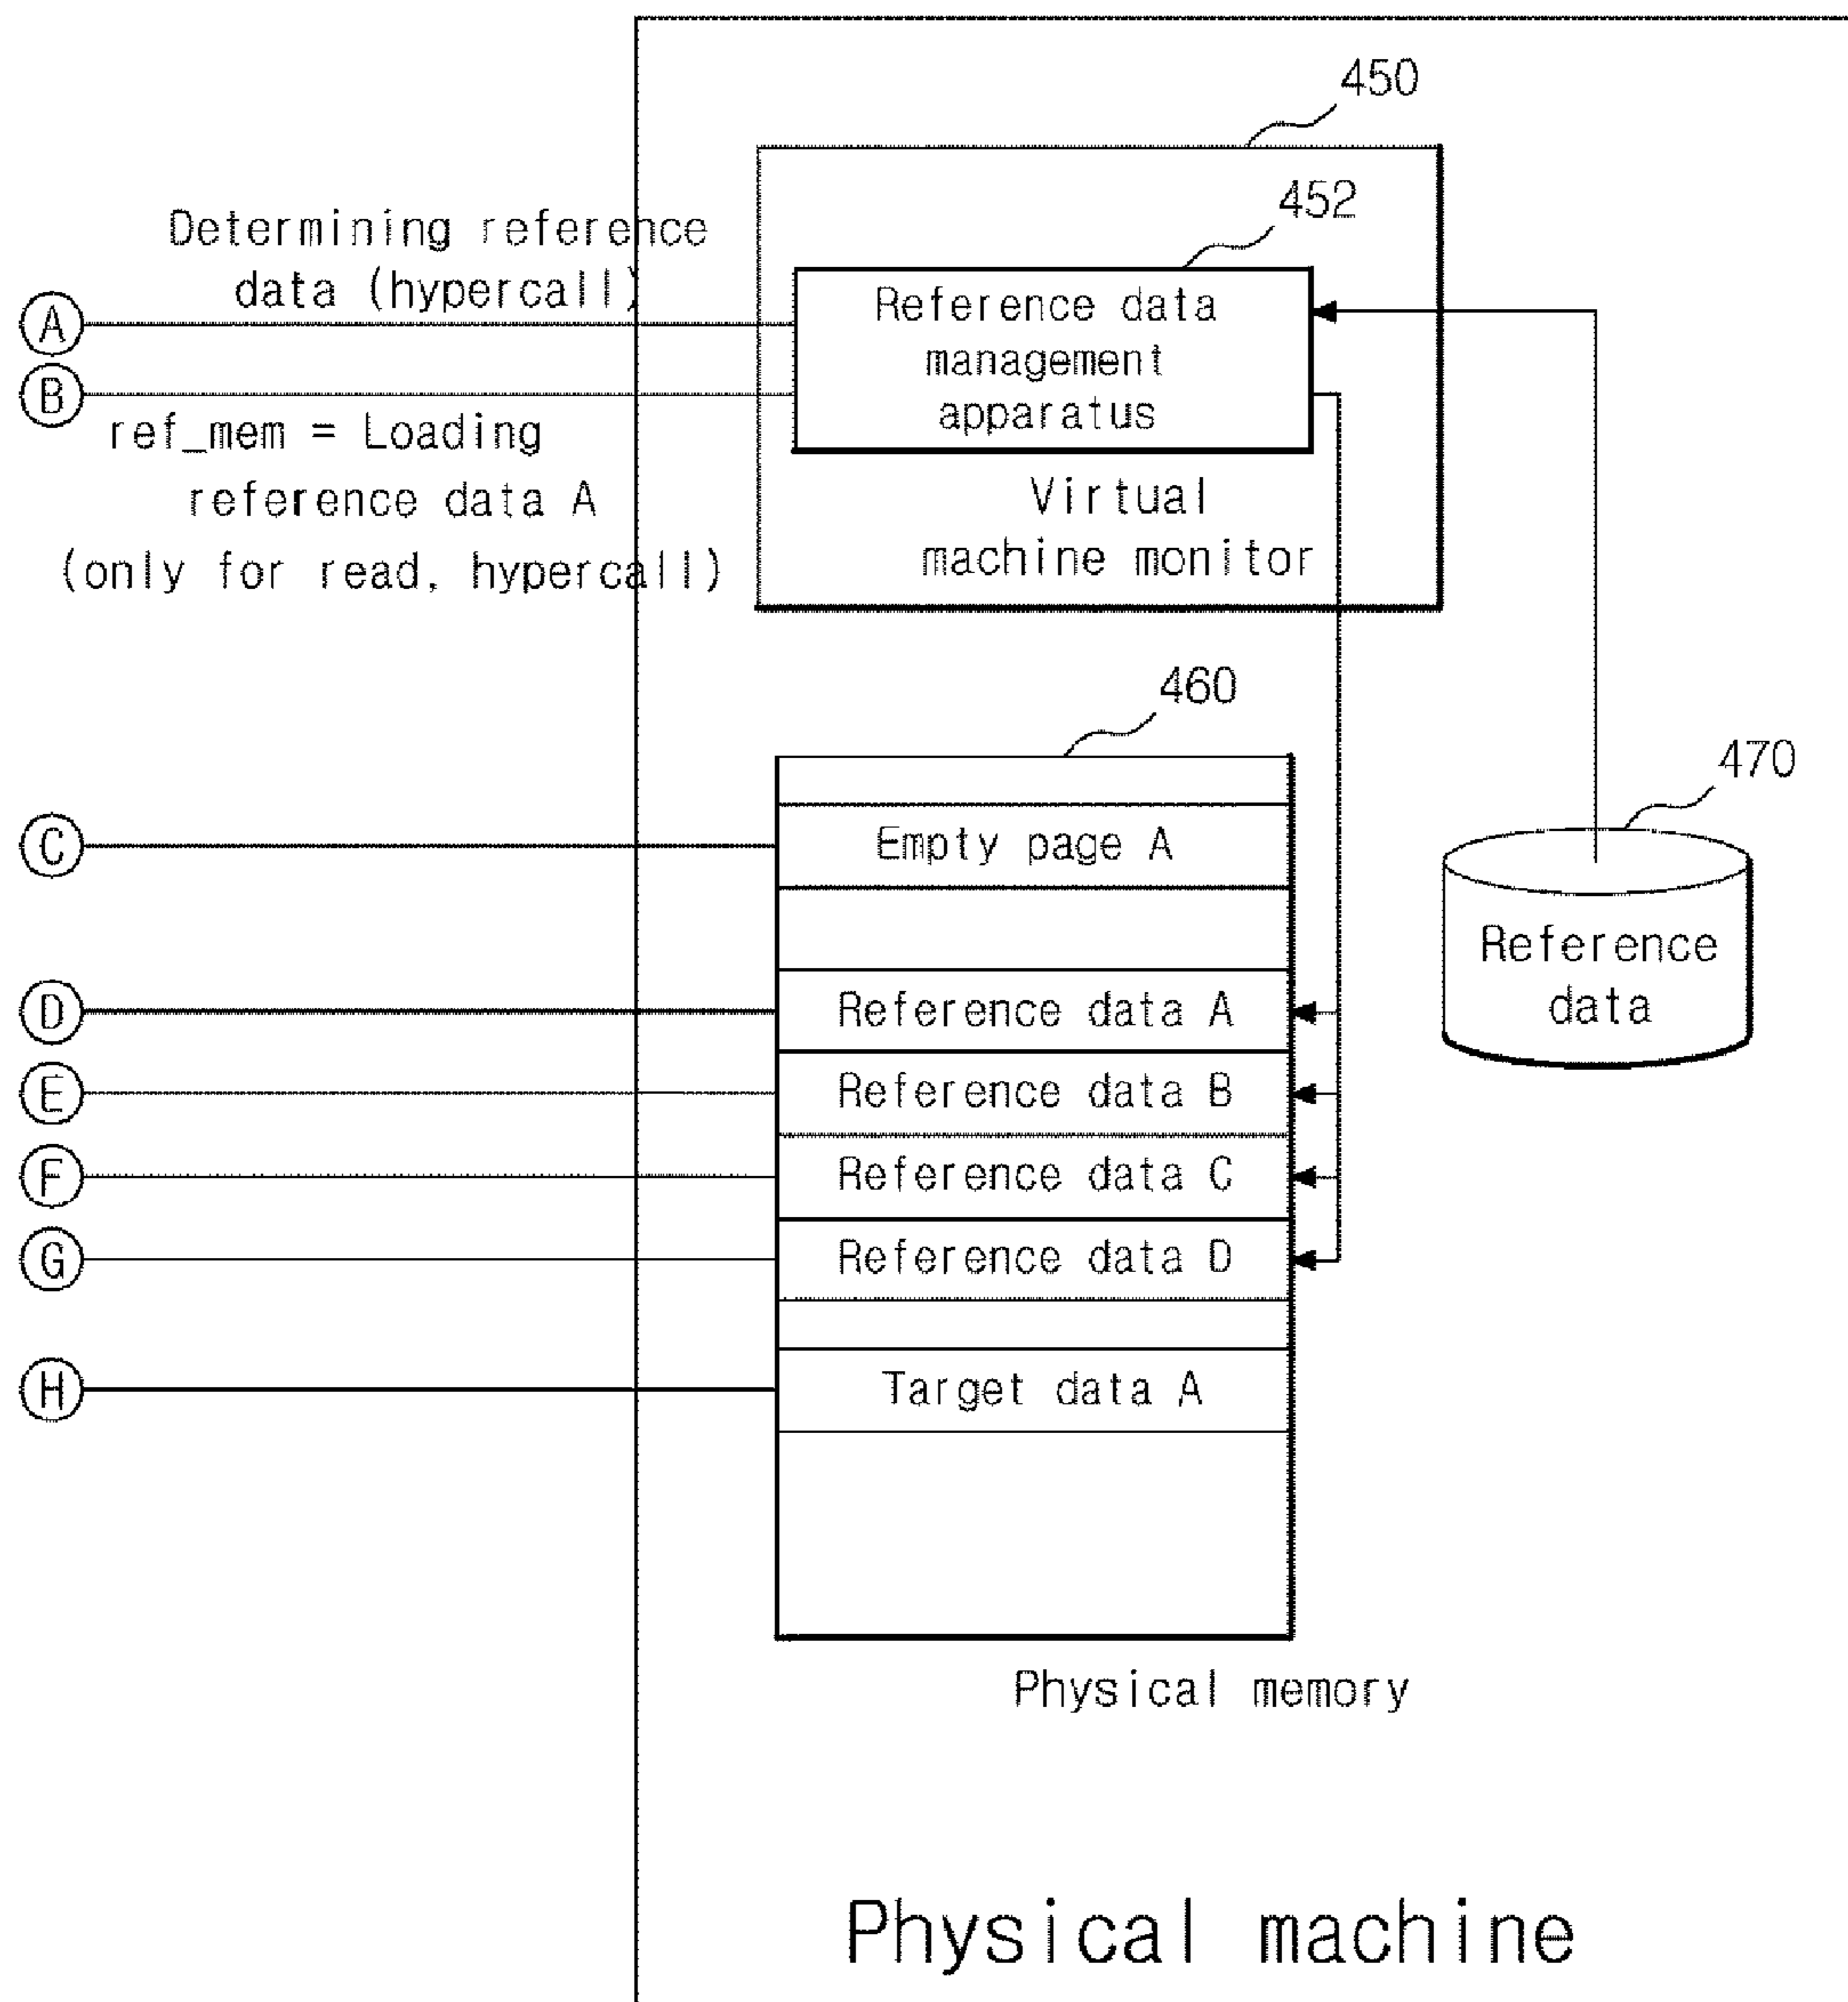 450
452
Determining reference
data (hypercall)
A
B
ref_mem = Loading
reference data A
(only for read, hypercall)
Reference data
management
apparatus
Virtual
machine monitor
460
470
C
Empty page A
Reference
data
D
Reference data A
E
Reference data B
F
Reference data C
G
Reference data D
H
Target data A
Physical memory
Physical machine